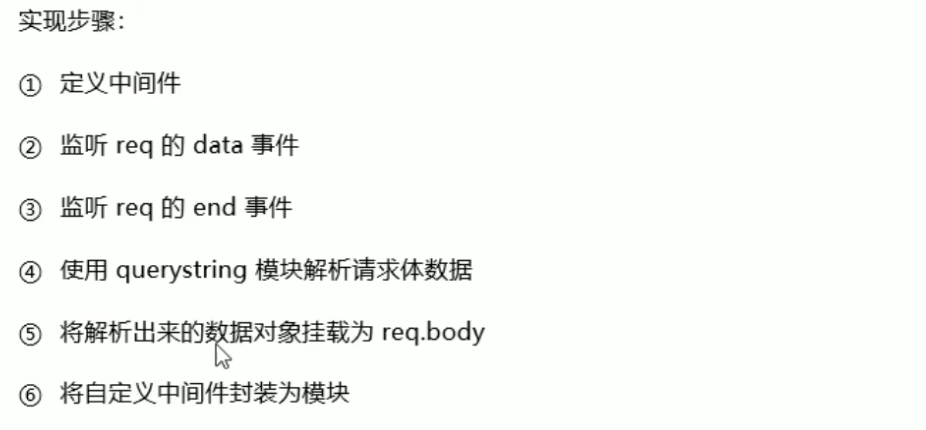 实现步骤：
① 定义中间件
② 监听 req 的 data 事件
③ 监听 req 的 end 事件
④ 使用 querystring 模块解析请求体数据
⑤ 将解析出来的数据对象挂载为 req.body
⑥ 将自定义中间件封装为模块